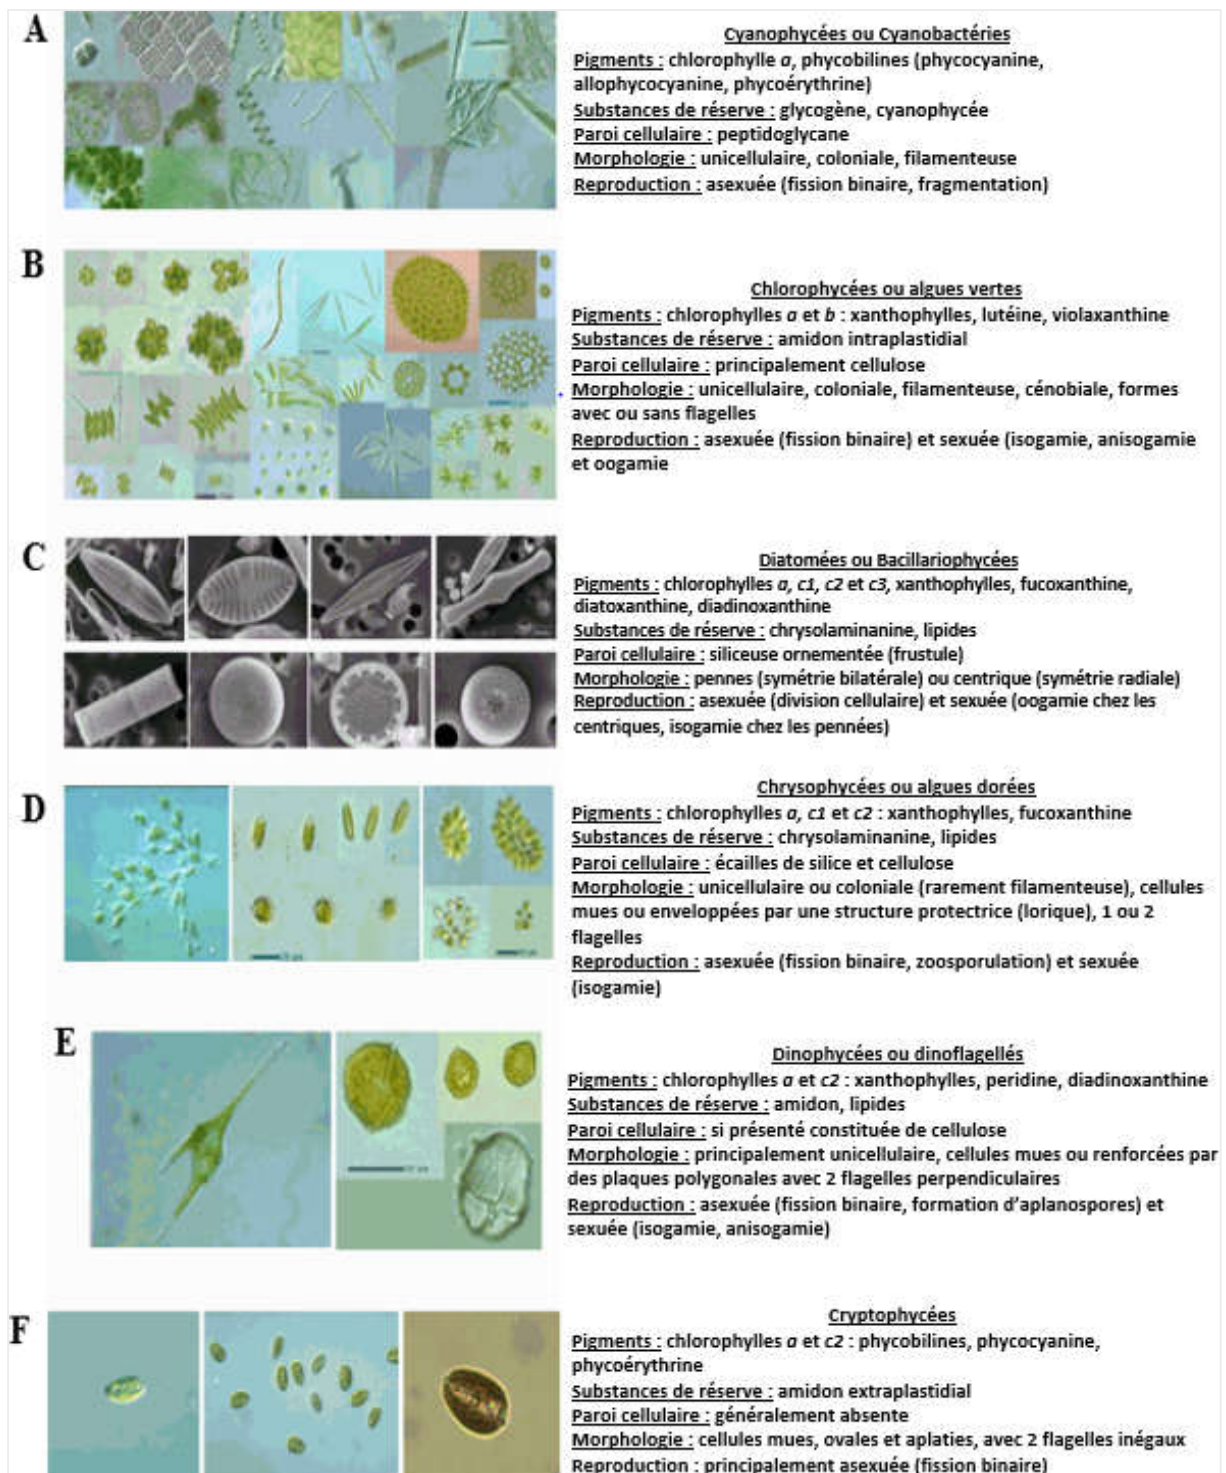 A
Cyanophycées ou Cyanobactéries
Pigments : chlorophylle a, phycobilines (phycocyanine,
allophycocyanine, phycoérythrine)
Substances de réserve : glycogène, cyanophycée
Paroi cellulaire : peptidoglycane
Morphologie : unicellulaire, coloniale, filamenteuse
Reproduction : asexuée (fission binaire, fragmentation)
B
Chlorophycées ou algues vertes
Pigments : chlorophylles a et b : xanthophylles, lutéine, violaxanthine
Substances de réserve : amidon intraplastidial
Paroi cellulaire : principalement cellulose
Morphologie : unicellulaire, coloniale, filamenteuse, cénobiale, formes
avec ou sans flagelles
Reproduction : asexuée (fission binaire) et sexuée (isogamie, anisogamie
et oogamie
C
Diatomées ou Bacillariophycées
Pigments : chlorophylles a, c1, c2 et c3, xanthophylles, fucoxanthine,
diatoxanthine, diadinoxanthine
Substances de réserve : chrysolaminanine, lipides
Paroi cellulaire : siliceuse ornementée (frustule)
Morphologie : pennes (symétrie bilatérale) ou centrique (symétrie radiale)
Reproduction : asexuée (division cellulaire) et sexuée (oogamie chez les
centriques, isogamie chez les pennées)
D
Chrysophycées ou algues dorées
Pigments : chlorophylles a, c1 et c2 : xanthophylles, fucoxanthine
Substances de réserve : chrysolaminanine, lipides
Paroi cellulaire : écailles de silice et cellulose
Morphologie : unicellulaire ou coloniale (rarement filamenteuse), cellules
mues ou enveloppées par une structure protectrice (lorique), 1 ou 2
flagelles
Reproduction : asexuée (fission binaire, zoosporulation) et sexuée
(isogamie)
E
Dinophycées ou dinoflagellés
Pigments : chlorophylles a et c2 : xanthophylles, peridine, diadinoxanthine
Substances de réserve : amidon, lipides
Paroi cellulaire : si présenté constituée de cellulose
Morphologie : principalement unicellulaire, cellules mues ou renforcées par
des plaques polygonales avec 2 flagelles perpendiculaires
Reproduction : asexuée (fission binaire, formation d'aplanospores) et
sexuée (isogamie, anisogamie)
F
Cryptophycées
Pigments : chlorophylles a et c2 : phycobilines, phycocyanine,
phycoérythrine
Substances de réserve : amidon extraplastidial
Paroi cellulaire : généralement absente
Morphologie : cellules mues, ovales et aplaties, avec 2 flagelles inégaux
Reproduction : principalement asexuée (fission binaire)